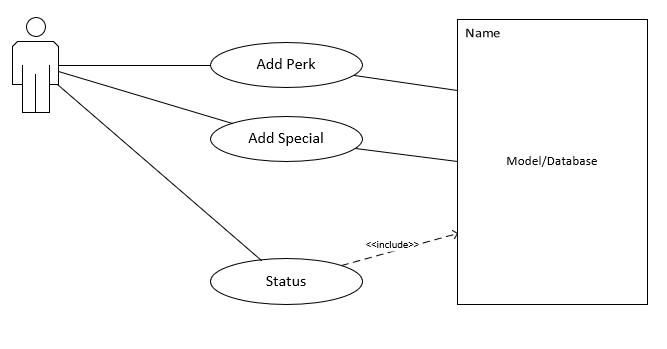 Name
Add Perk
Add Special
Model/Database
<<include>>
Status